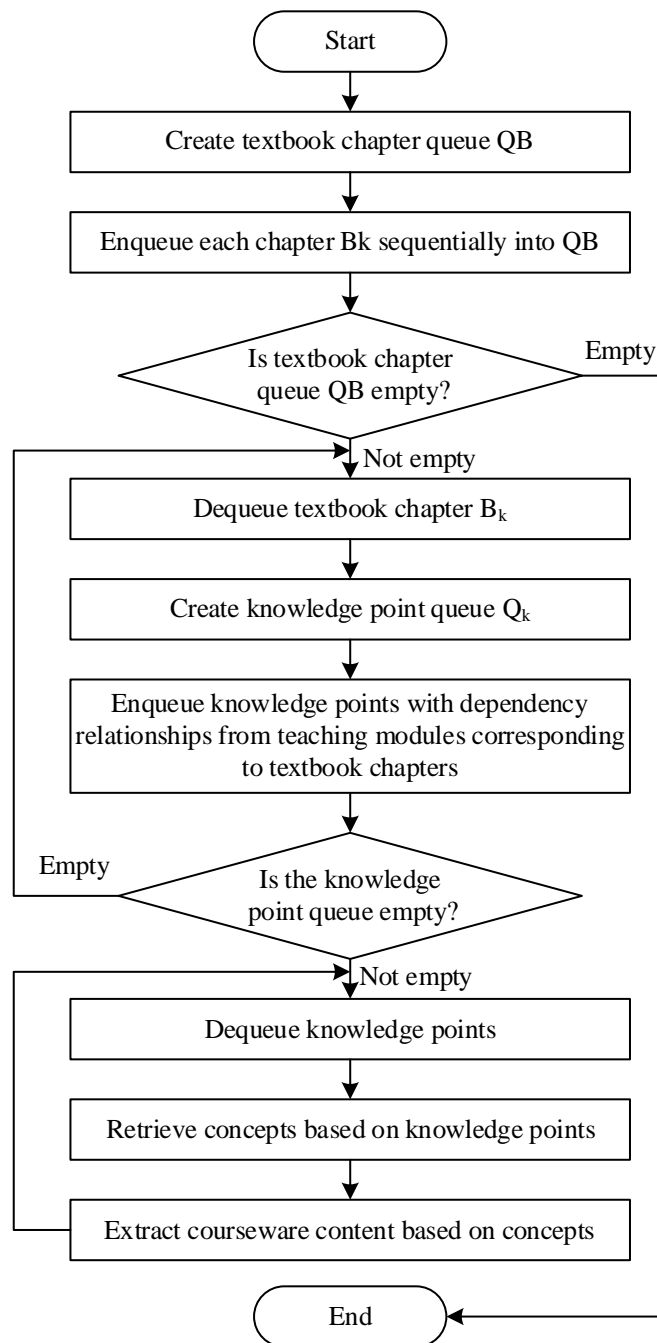 Start
Create textbook chapter queue QB
Enqueue each chapter Bk sequentially into QB
Is textbook chapter
queue QB empty?
Empty
Not empty
Dequeue textbook chapter Bₖ
Create knowledge point queue Qₖ
Enqueue knowledge points with dependency
relationships from teaching modules corresponding
to textbook chapters
Empty
Is the knowledge
point queue empty?
Not empty
Dequeue knowledge points
Retrieve concepts based on knowledge points
Extract courseware content based on concepts
End